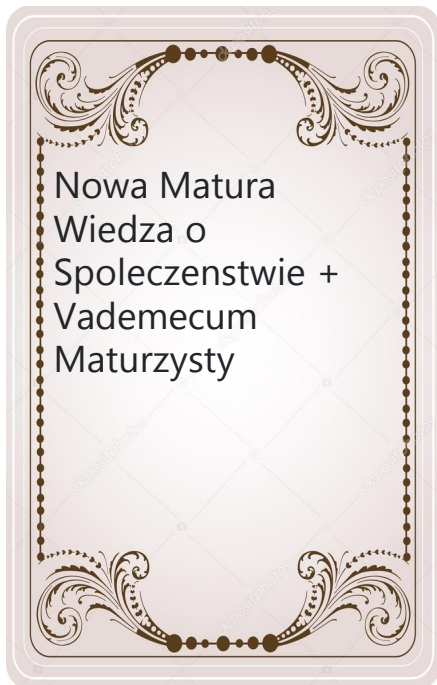 Nowa Matura
Wiedza o
Spoleczenstwie +
Vademecum
Maturzysty